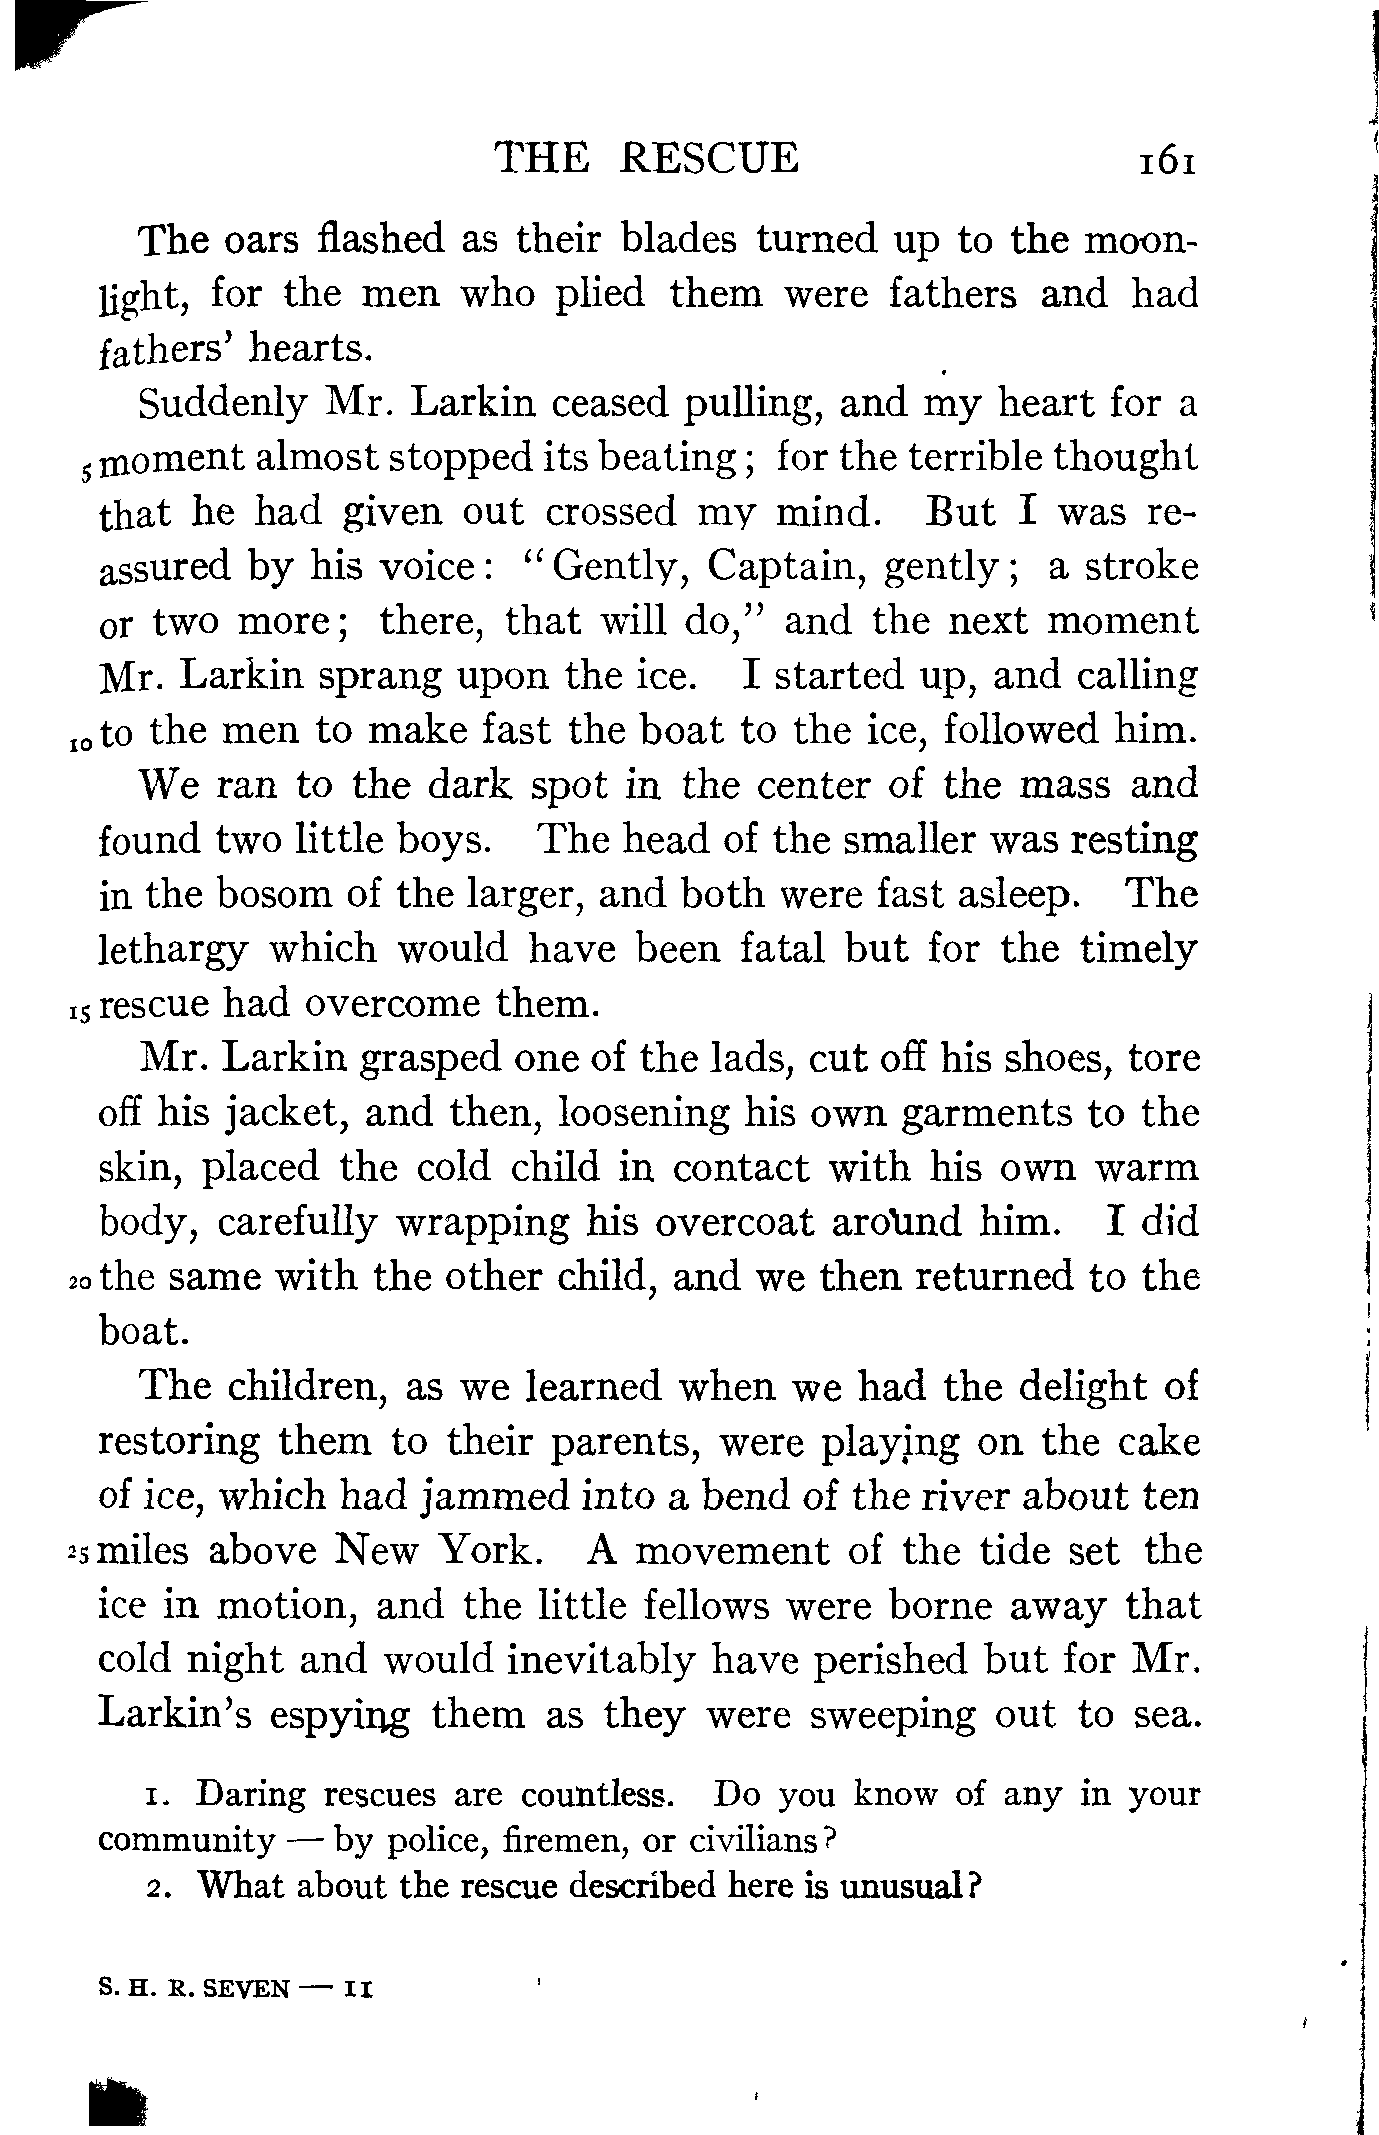 THE RESCUE 161
The oars flashed as their blades turned up to the moon-
light, for the men who plied them were fathers and had
fathers' hearts.
Suddenly Mr. Larkin ceased pulling, and my heart for a
5 moment almost stopped its beating; for the terrible thought
that he had given out crossed my mind. But I was re-
assured by his voice: "Gently, Captain, gently; a stroke
or two more; there, that will do," and the next moment
Mr. Larkin sprang upon the ice. I started up, and calling
10 to the men to make fast the boat to the ice, followed him.
We ran to the dark spot in the center of the mass and
found two little boys. The head of the smaller was resting
in the bosom of the larger, and both were fast asleep. The
lethargy which would have been fatal but for the timely
15 rescue had overcome them.
Mr. Larkin grasped one of the lads, cut off his shoes, tore
off his jacket, and then, loosening his own garments to the
skin, placed the cold child in contact with his own warm
body, carefully wrapping his overcoat around him. I did
20 the same with the other child, and we then returned to the
boat.
The children, as we learned when we had the delight of
restoring them to their parents, were playing on the cake
of ice, which had jammed into a bend of the river about ten
25 miles above New York. A movement of the tide set the
ice in motion, and the little fellows were borne away that
cold night and would inevitably have perished but for Mr.
Larkin's espying them as they were sweeping out to sea.
1. Daring rescues are countless. Do you know of any in your
community — by police, firemen, or civilians?
2. What about the rescue described here is unusual?
S. H. R. SEVEN — 11